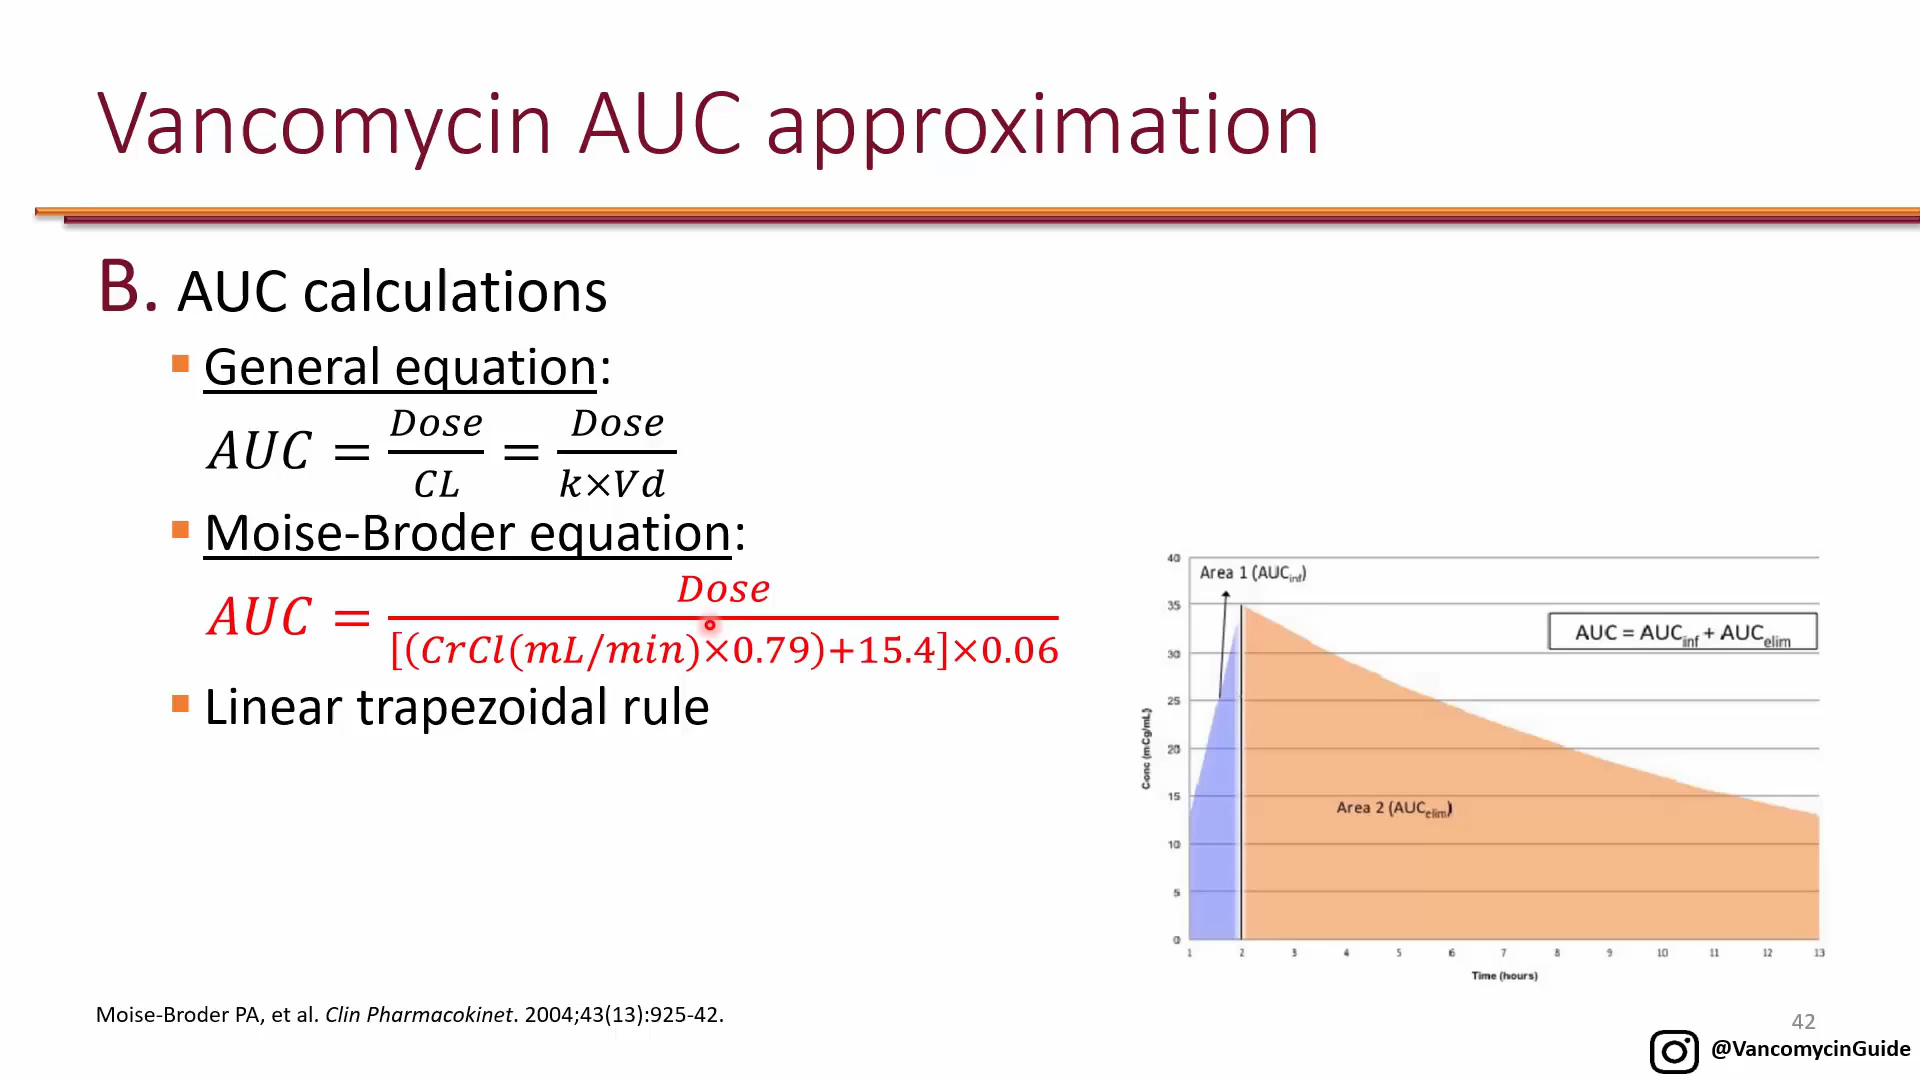 Vancomycin AUC approximation
B. AUC calculations
▪ General equation:
AUC = Dose/CL = Dose/k×Vd
▪ Moise-Broder equation:
AUC = Dose/[(CrCl(mL/min)×0.79)+15.4]×0.06
▪ Linear trapezoidal rule
Area 1 (AUCinf)
AUC = AUCinf + AUCelim
Area 2 (AUCelim)
Conc (mCg/mL)
40
35
30
25
20
15
10
5
0
1 2 3 4 5 6 7 8 9 10 11 12 13
Time (hours)
Moise-Broder PA, et al. Clin Pharmacokinet. 2004;43(13):925-42.
42
@VancomycinGuide